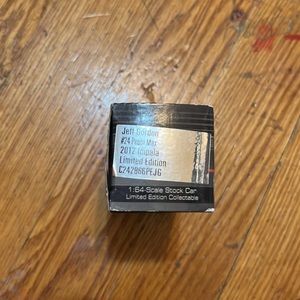 Jeff Gordon
#24 Pepsi Max
2012 Impala
Limited Edition
C242866PEJG
1:64-Scale Stock Car
Limited Edition Collectable